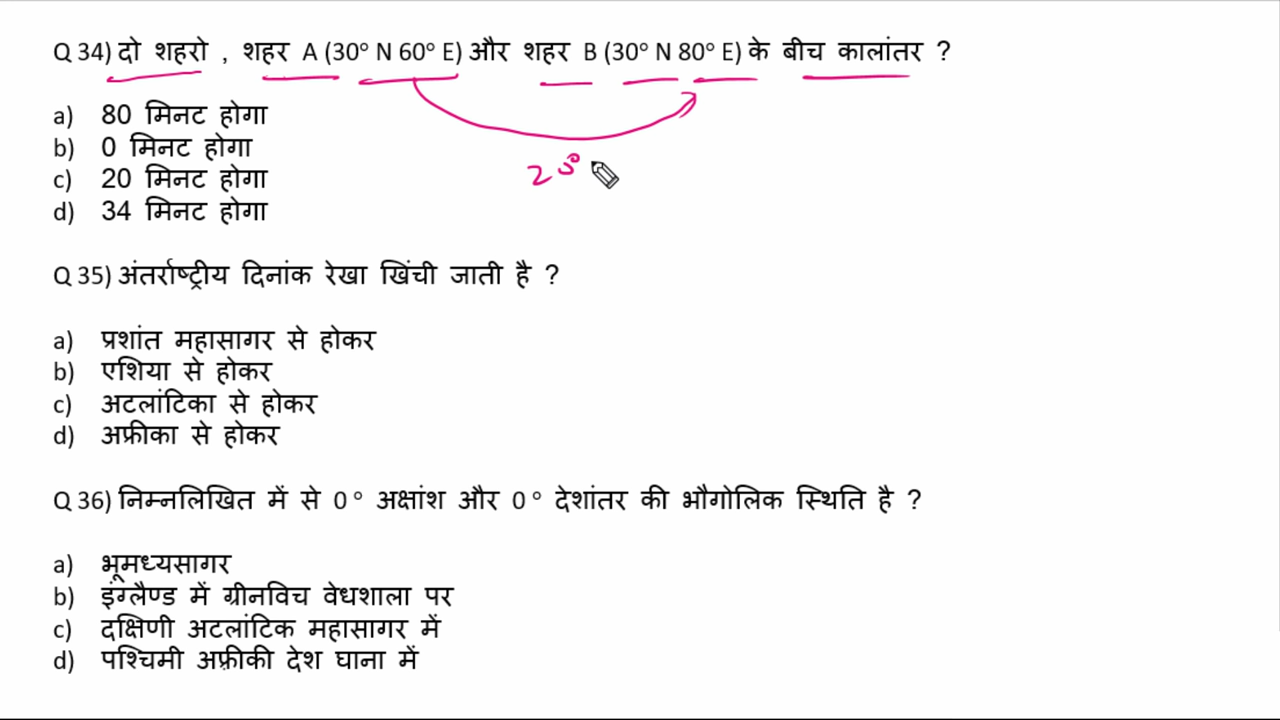 Q 34) दो शहरो , शहर A (30° N 60° E) और शहर B (30° N 80° E) के बीच कालांतर ?
a) 80 मिनट होगा
b) 0 मिनट होगा
c) 20 मिनट होगा
d) 34 मिनट होगा
Q 35) अंतर्राष्ट्रीय दिनांक रेखा खिंची जाती है ?
a) प्रशांत महासागर से होकर
b) एशिया से होकर
c) अटलांटिका से होकर
d) अफ्रीका से होकर
Q 36) निम्नलिखित में से 0° अक्षांश और 0° देशांतर की भौगोलिक स्थिति है ?
a) भूमध्यसागर
b) इंग्लैण्ड में ग्रीनविच वेधशाला पर
c) दक्षिणी अटलांटिक महासागर में
d) पश्चिमी अफ़्रीकी देश घाना में